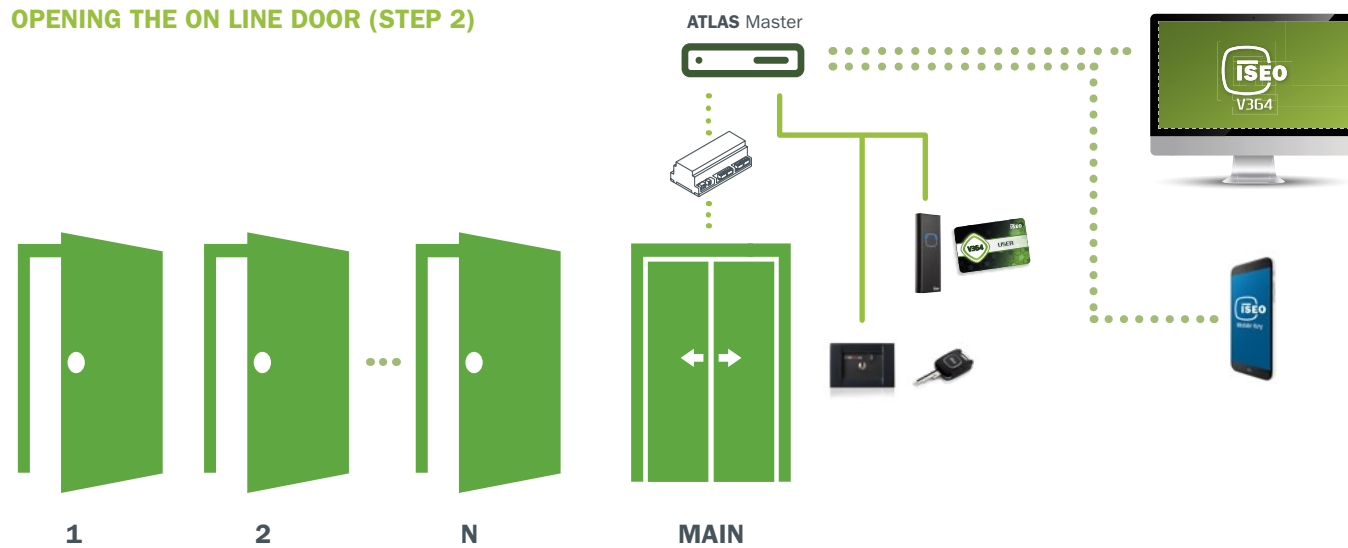 OPENING THE ON LINE DOOR (STEP 2)
ATLAS Master
ISEO
V364
V364 USER
ISEO
ISEO
Mobile Key
1
2
N
MAIN